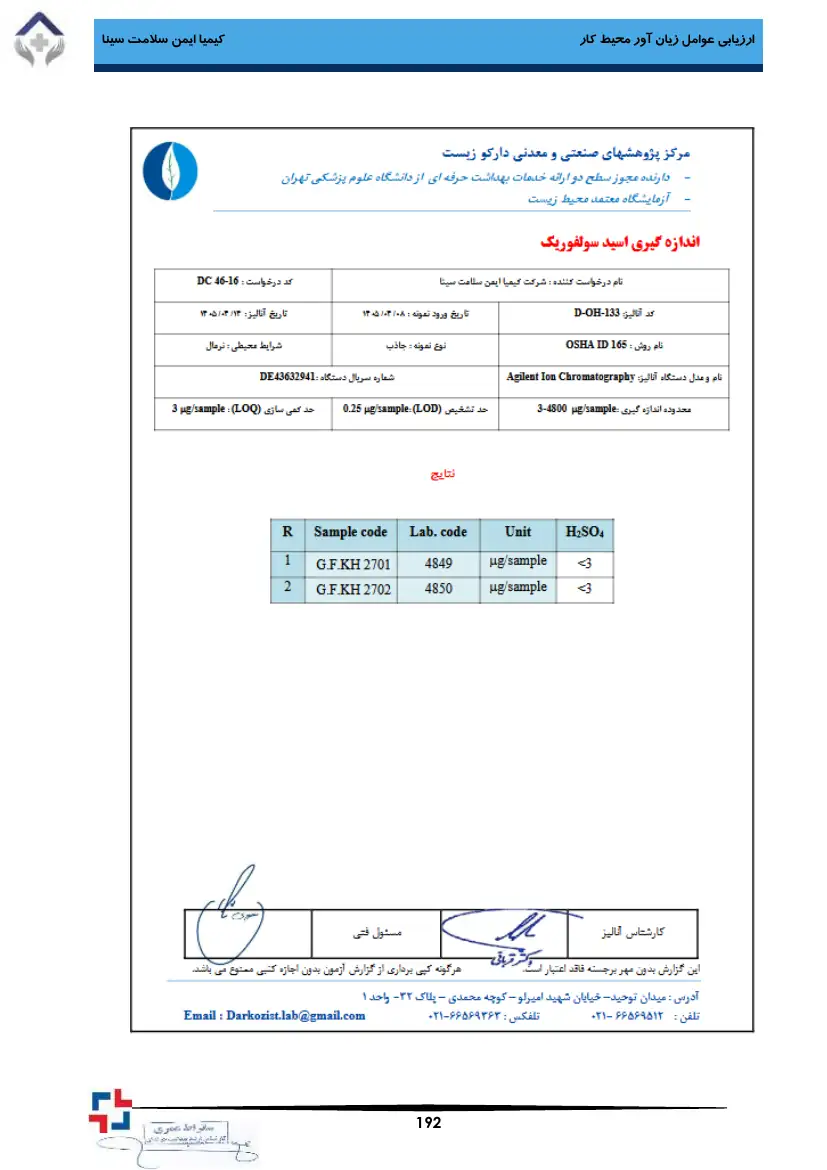 ارزیابی عوامل زیان آور محیط کار
کیمیا ایمن سلامت سینا
مرکز پژوهشهای صنعتی و معدنی دارکو زیست
- دارنده مجوز سطح دو ارائه خدمات بهداشت حرفه ای از دانشگاه علوم پزشکی تهران
- آزمایشگاه معتمد محیط زیست
اندازه گیری اسید سولفوریک
نام درخواست کننده : شرکت کیمیا ایمن سلامت سینا
کد درخواست : DC 46-16
کد آنالیز: D-OH-133
تاریخ ورود نمونه : ۱۴۰۵/۰۴/۰۸
تاریخ آنالیز : ۱۴۰۵/۰۴/۱۴
نام روش : OSHA ID 165
نوع نمونه : جاذب
شرایط محیطی : نرمال
نام و مدل دستگاه آنالیز: Agilent Ion Chromatography
شماره سریال دستگاه :DE43632941
محدوده اندازه گیری :3-4800 µg/sample
حد تشخیص (LOD):0.25 µg/sample
حد کمی سازی (LOQ) : 3 µg/sample
نتایج
R Sample code Lab. code Unit H₂SO₄
1 G.F.KH 2701 4849 µg/sample <3
2 G.F.KH 2702 4850 µg/sample <3
کارشناس آنالیز
مسئول فنی
دکتر قربانی
این گزارش بدون مهر برجسته فاقد اعتبار است.
هرگونه کپی برداری از گزارش آزمون بدون اجازه کتبی ممنوع می باشد.
آدرس : میدان توحید– خیابان شهید امیرلو – کوچه محمدی – پلاک ۳۲- واحد ۱
تلفن : ۶۶۵۶۹۵۱۲ -۰۲۱
تلفکس : ۶۶۵۶۹۳۶۳-۰۲۱
Email : Darkozist.lab@gmail.com
192